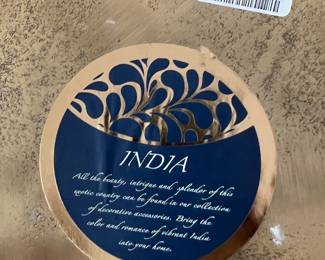 INDIA
All the beauty, intrigue and splendor of this
exotic country can be found in our collection
of decorative accessories. Bring the
color and romance of vibrant India
into your home.